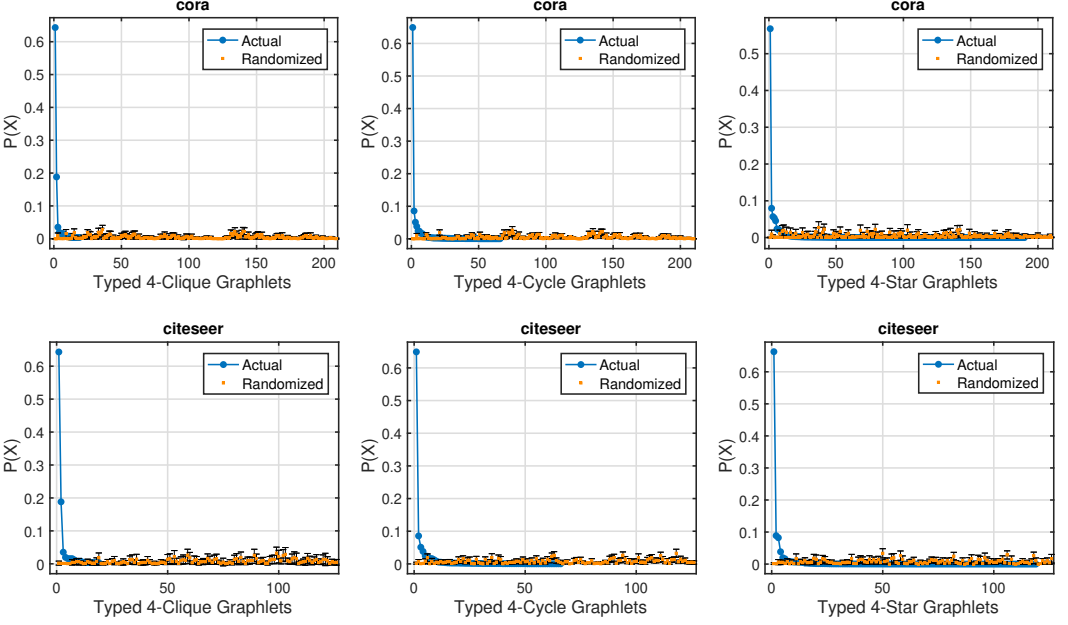 cora
P(X)
0.6
0.5
0.4
0.3
0.2
0.1
0
0
50
100
150
200
Actual
Randomized
Typed 4-Clique Graphlets
cora
P(X)
0.6
0.5
0.4
0.3
0.2
0.1
0
0
50
100
150
200
Actual
Randomized
Typed 4-Cycle Graphlets
cora
P(X)
0.5
0.4
0.3
0.2
0.1
0
0
50
100
150
200
Actual
Randomized
Typed 4-Star Graphlets
citeseer
P(X)
0.6
0.5
0.4
0.3
0.2
0.1
0
0
50
100
Actual
Randomized
Typed 4-Clique Graphlets
citeseer
P(X)
0.6
0.5
0.4
0.3
0.2
0.1
0
0
50
100
Actual
Randomized
Typed 4-Cycle Graphlets
citeseer
P(X)
0.6
0.5
0.4
0.3
0.2
0.1
0
0
50
100
Actual
Randomized
Typed 4-Star Graphlets